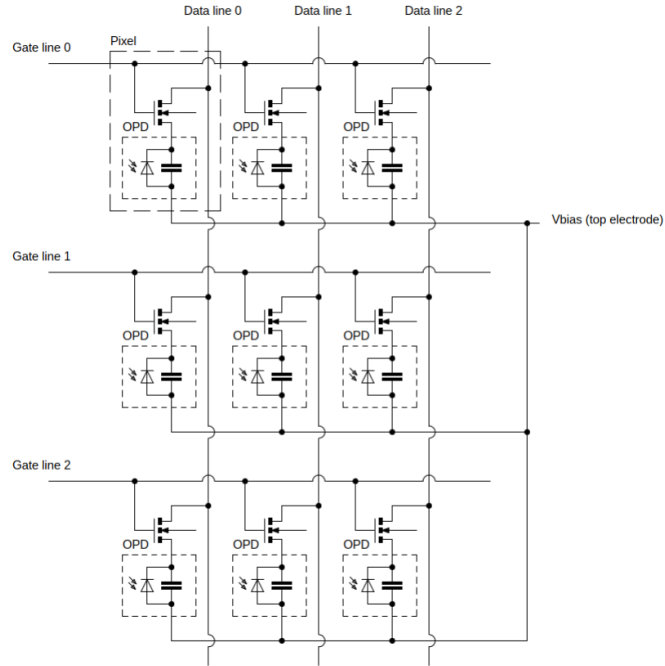 Data line 0
Data line 1
Data line 2
Pixel
Gate line 0
OPD
OPD
OPD
Vbias (top electrode)
Gate line 1
OPD
OPD
OPD
Gate line 2
OPD
OPD
OPD